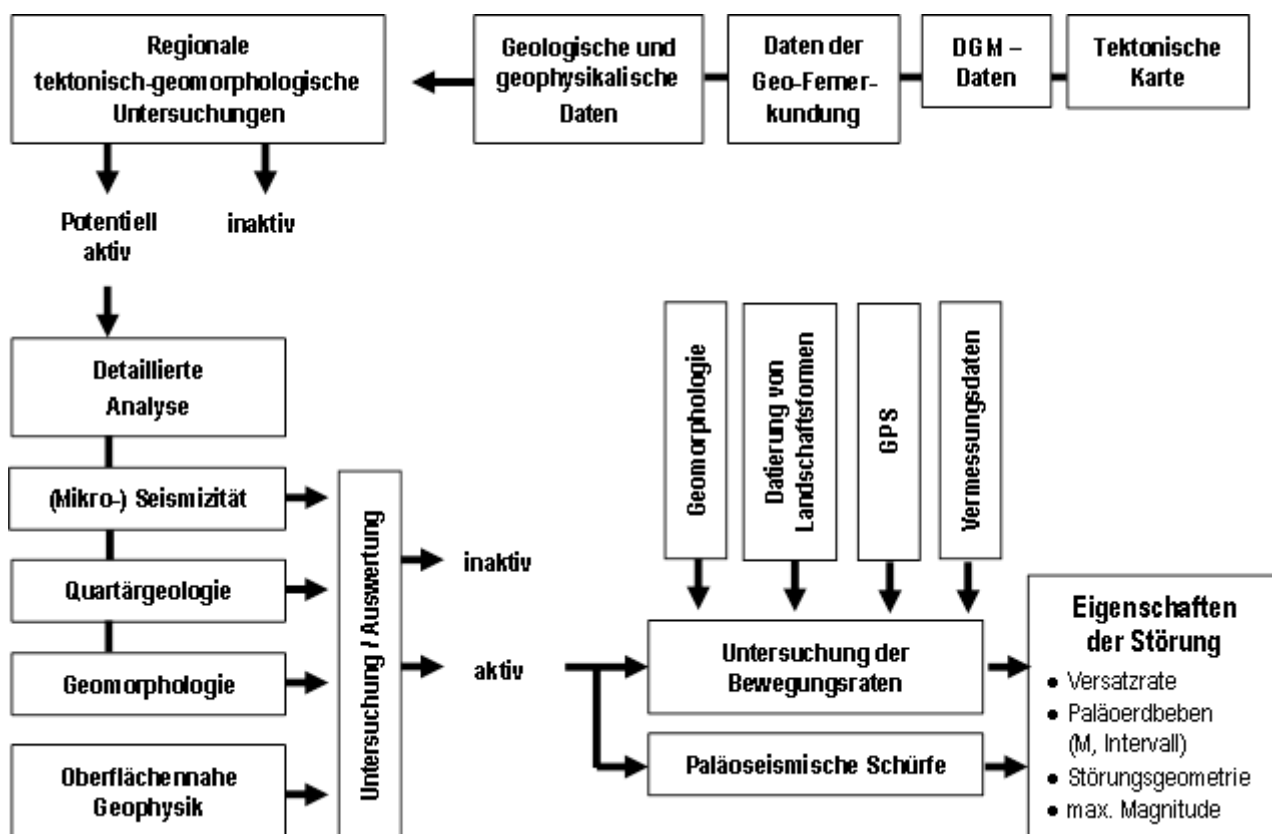 Regionale
tektonisch-geomorphologische
Untersuchungen
Geologische und
geophysikalische
Daten
Daten der
Geo-Fernerkundung
DGM –
Daten
Tektonische
Karte
Potentiell
aktiv
inaktiv
Detaillierte
Analyse
(Mikro-) Seismizität
Quartärgeologie
Geomorphologie
Oberflächennahe
Geophysik
Untersuchung / Auswertung
inaktiv
aktiv
Geomorphologie
Datierung von
Landschaftsformen
GPS
Vermessungsdaten
Untersuchung der
Bewegungsraten
Paläoseismische Schürfe
Eigenschaften
der Störung
● Versatzrate
● Paläoerdbeben
(M, Intervall)
● Störungsgeometrie
● max. Magnitude